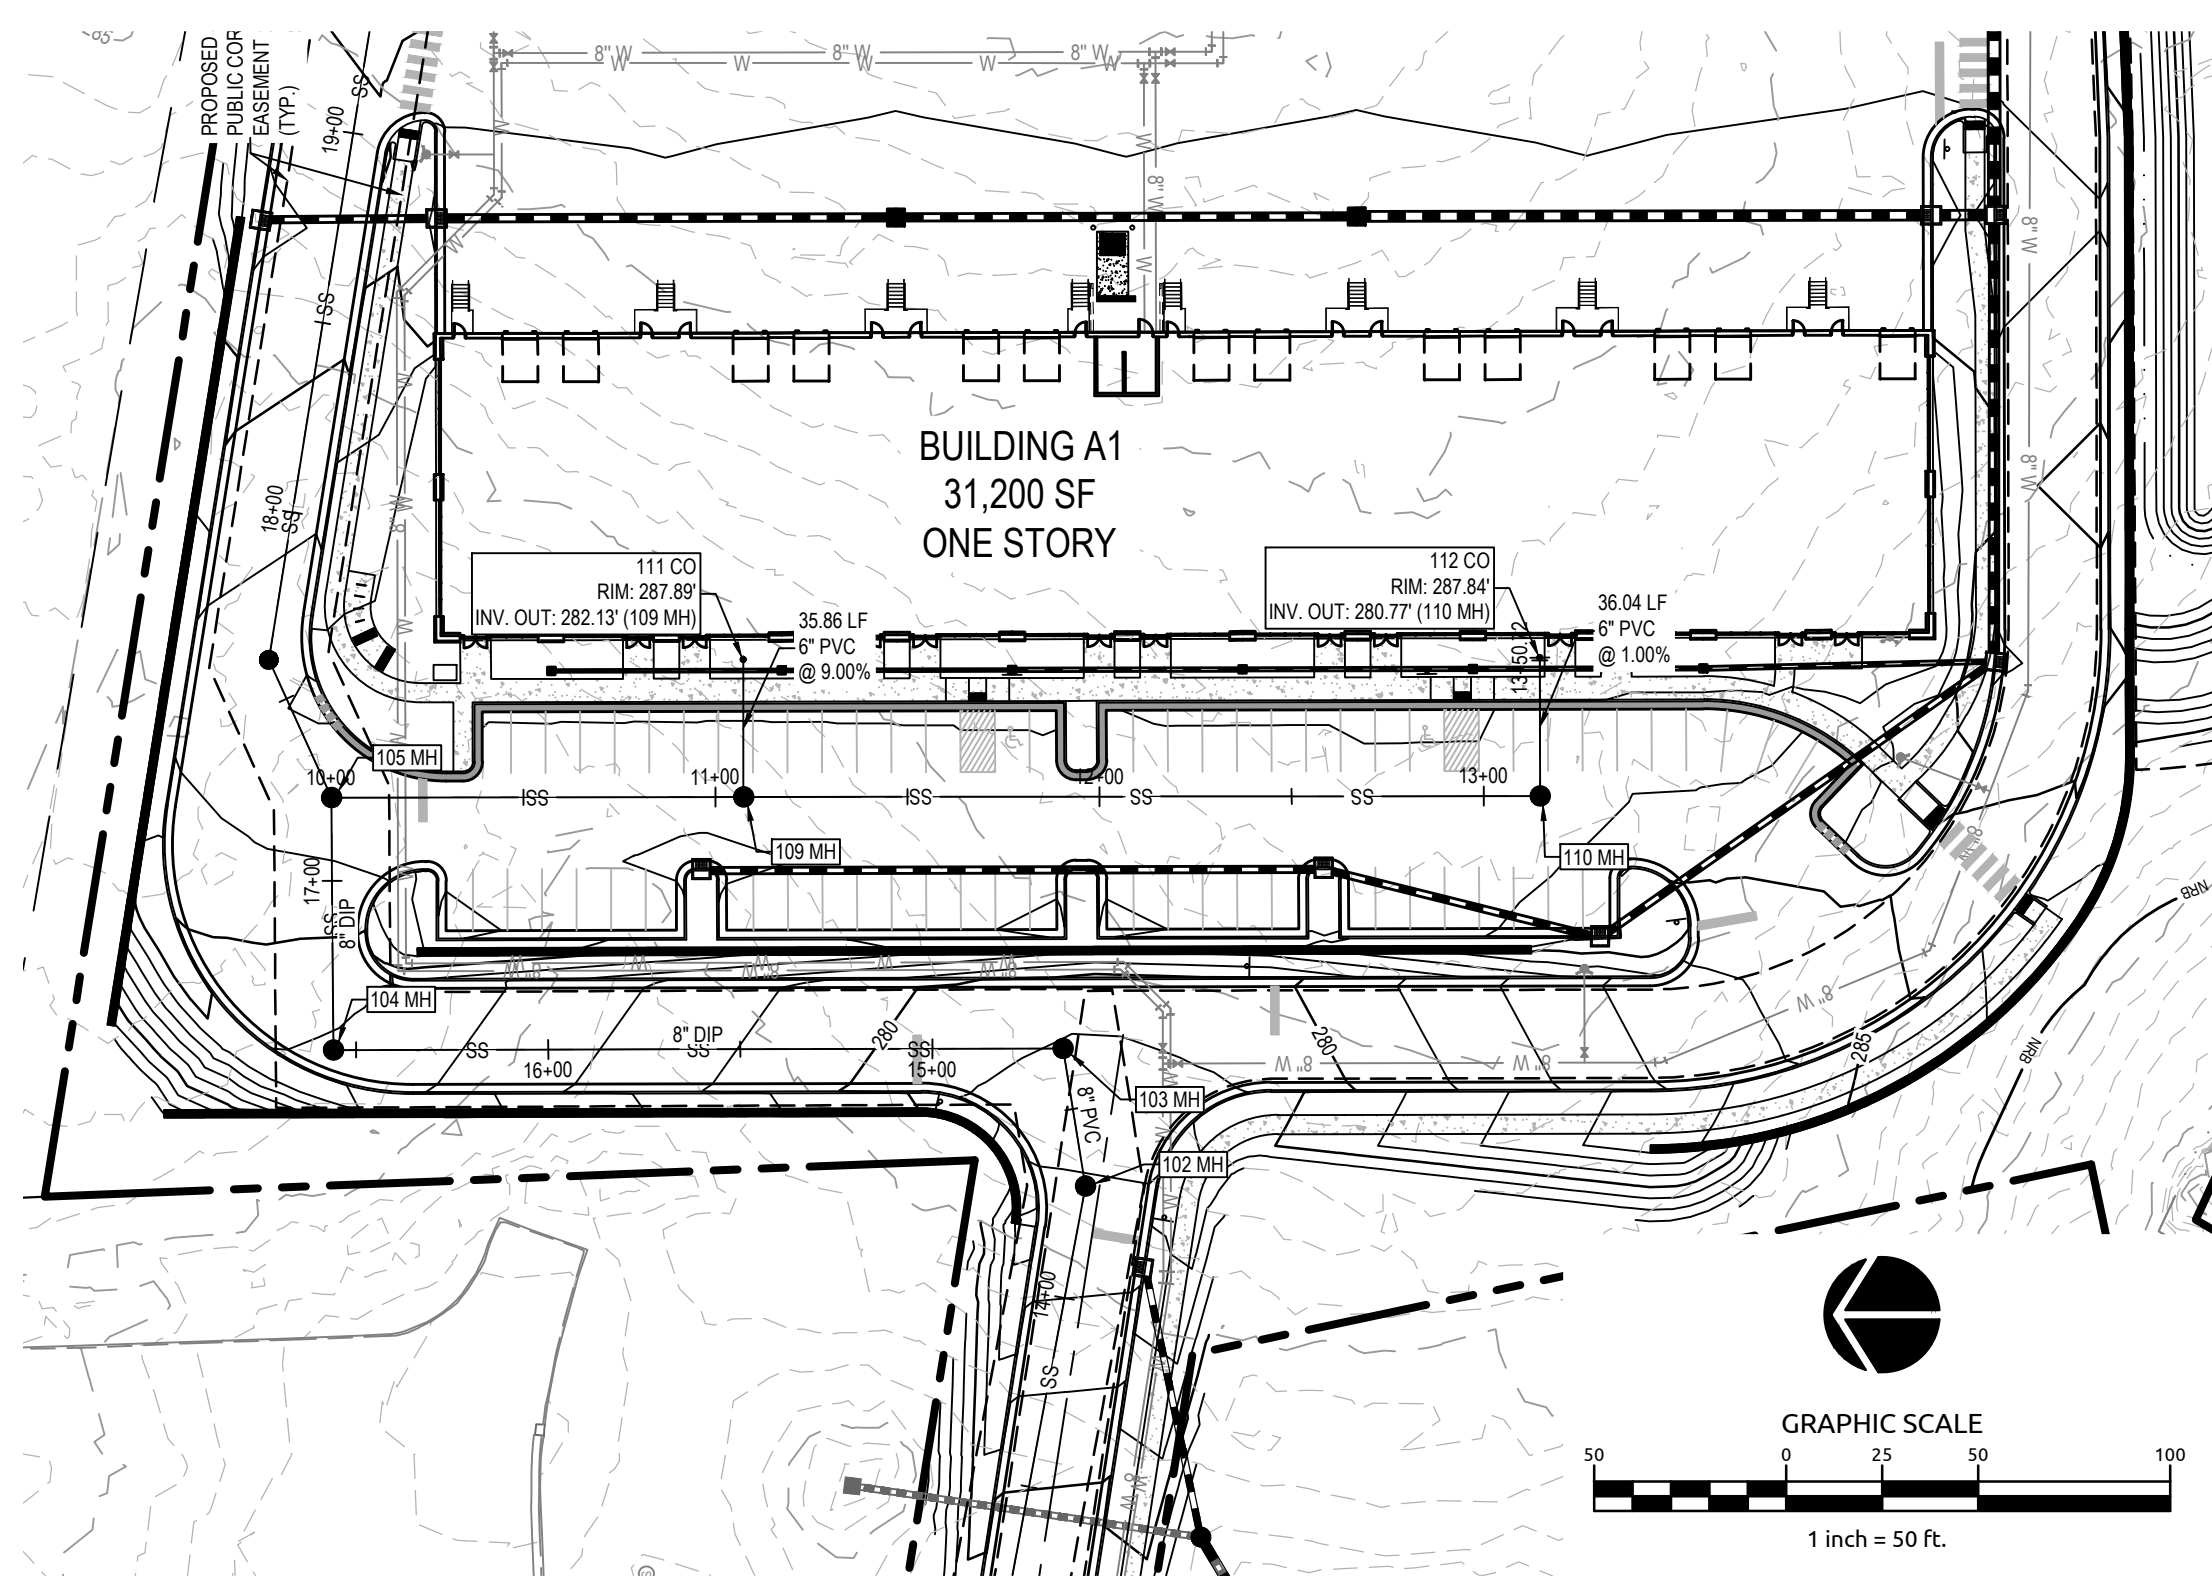 PROPOSED
PUBLIC COR
EASEMENT
(TYP.)
19+00
SS
8" W
W
8" W
W
8" W
W
W
W
W
8" W
W
W
8" W
SS
8" W
BUILDING A1
31,200 SF
ONE STORY
18+00
SS
8" W
111 CO
RIM: 287.89'
INV. OUT: 282.13' (109 MH)
35.86 LF
6" PVC
@ 9.00%
112 CO
RIM: 287.84'
INV. OUT: 280.77' (110 MH)
36.04 LF
6" PVC
@ 1.00%
105 MH
10+00
11+00
12+00
13+00
SS
SS
SS
SS
109 MH
110 MH
17+00
SS
8" DIP
NRB
W
8" W
W
8" W
W
8" W
104 MH
8" DIP
SS
SS
SS
280
280
285
8" W
8" W
8" W
NRB
16+00
15+00
103 MH
8" PVC
102 MH
14+00
SS
8" W
GRAPHIC SCALE
50 0 25 50 100
1 inch = 50 ft.